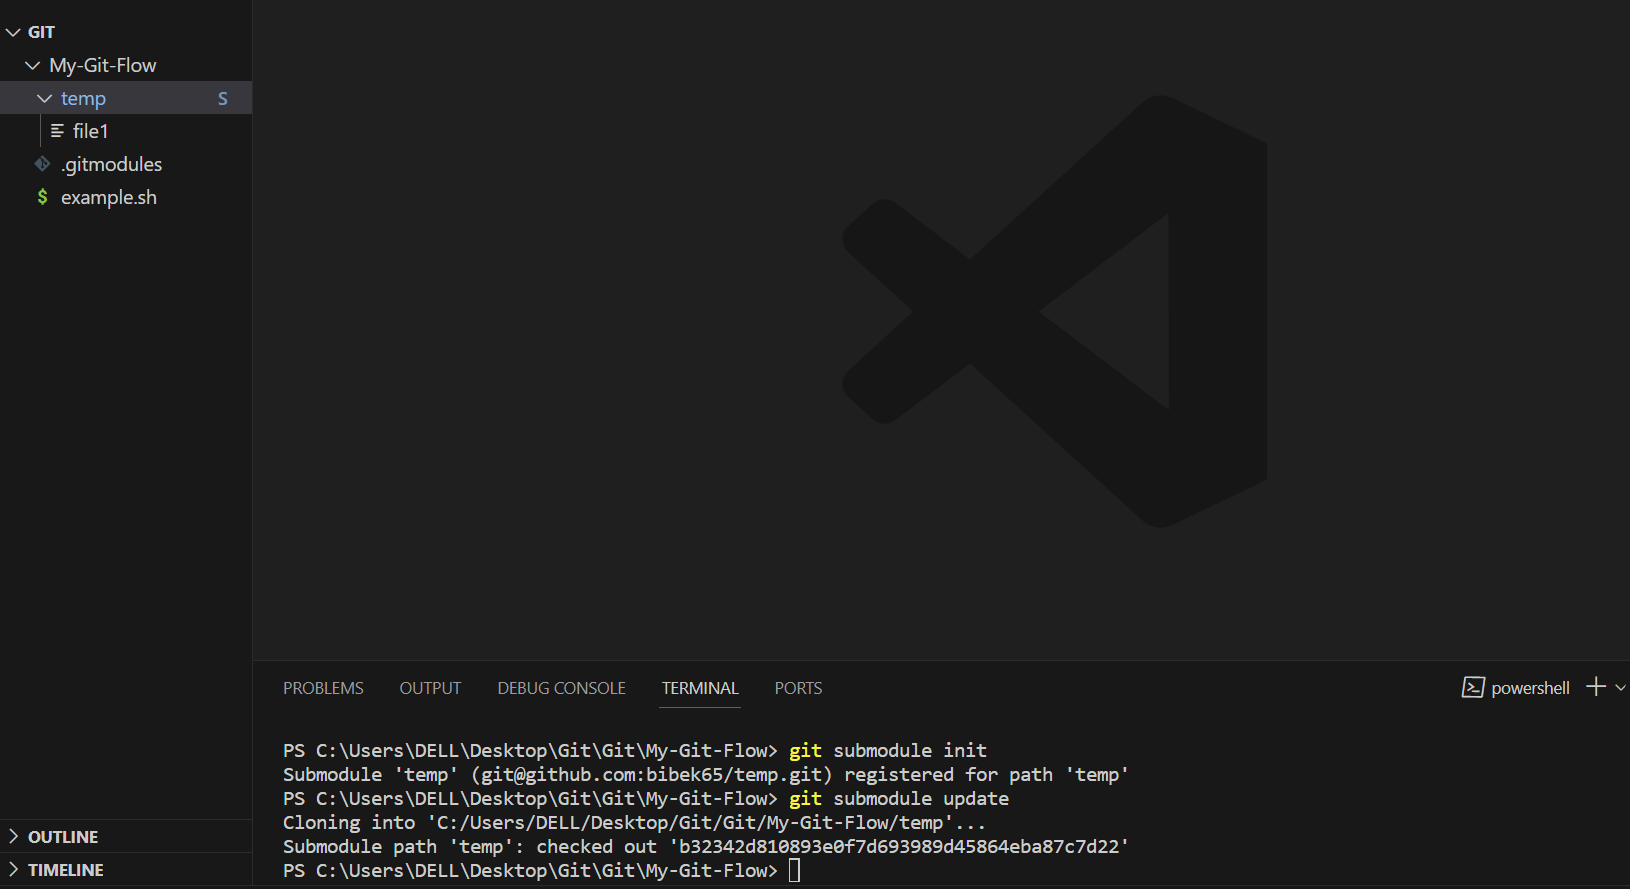 GIT
My-Git-Flow
temp S
file1
.gitmodules
$ example.sh
OUTLINE
TIMELINE
PROBLEMS OUTPUT DEBUG CONSOLE TERMINAL PORTS powershell
PS C:\Users\DELL\Desktop\Git\Git\My-Git-Flow> git submodule init
Submodule 'temp' (git@github.com:bibek65/temp.git) registered for path 'temp'
PS C:\Users\DELL\Desktop\Git\Git\My-Git-Flow> git submodule update
Cloning into 'C:/Users/DELL/Desktop/Git/Git/My-Git-Flow/temp'...
Submodule path 'temp': checked out 'b32342d810893e0f7d693989d45864eba87c7d22'
PS C:\Users\DELL\Desktop\Git\Git\My-Git-Flow>